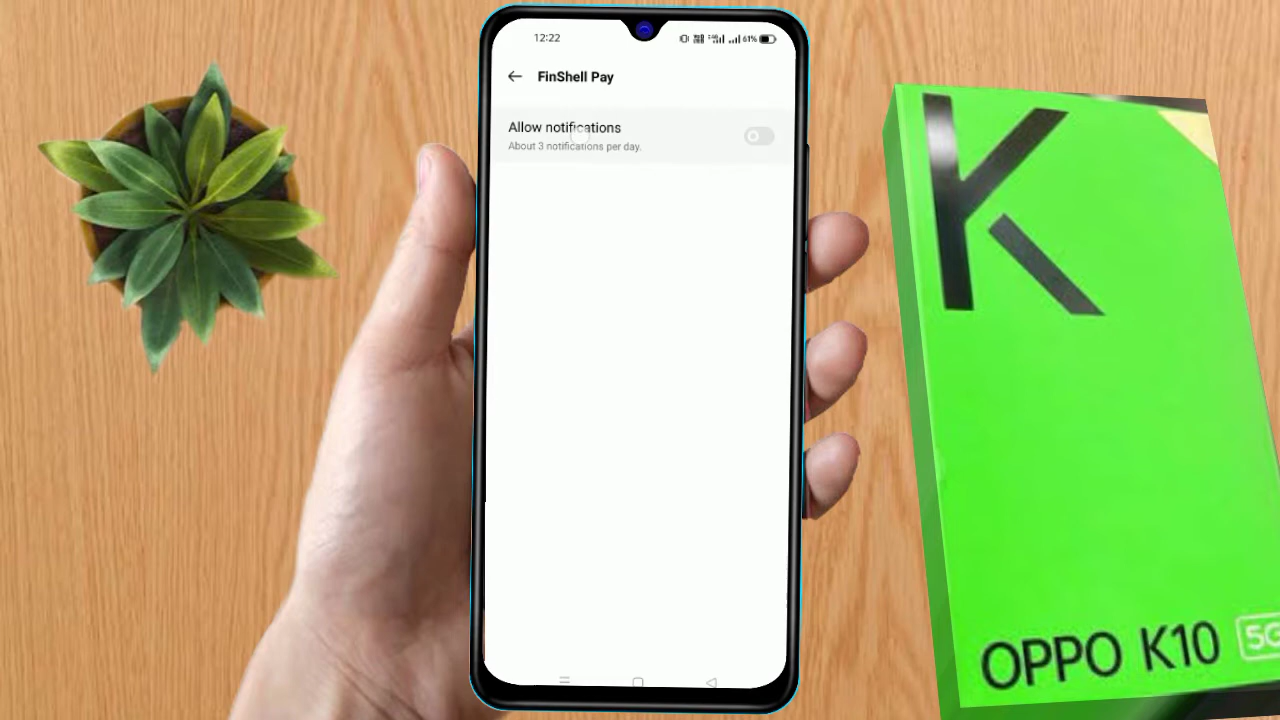 12:22
61%
FinShell Pay
Allow notifications
About 3 notifications per day.
K
OPPO K10 5G